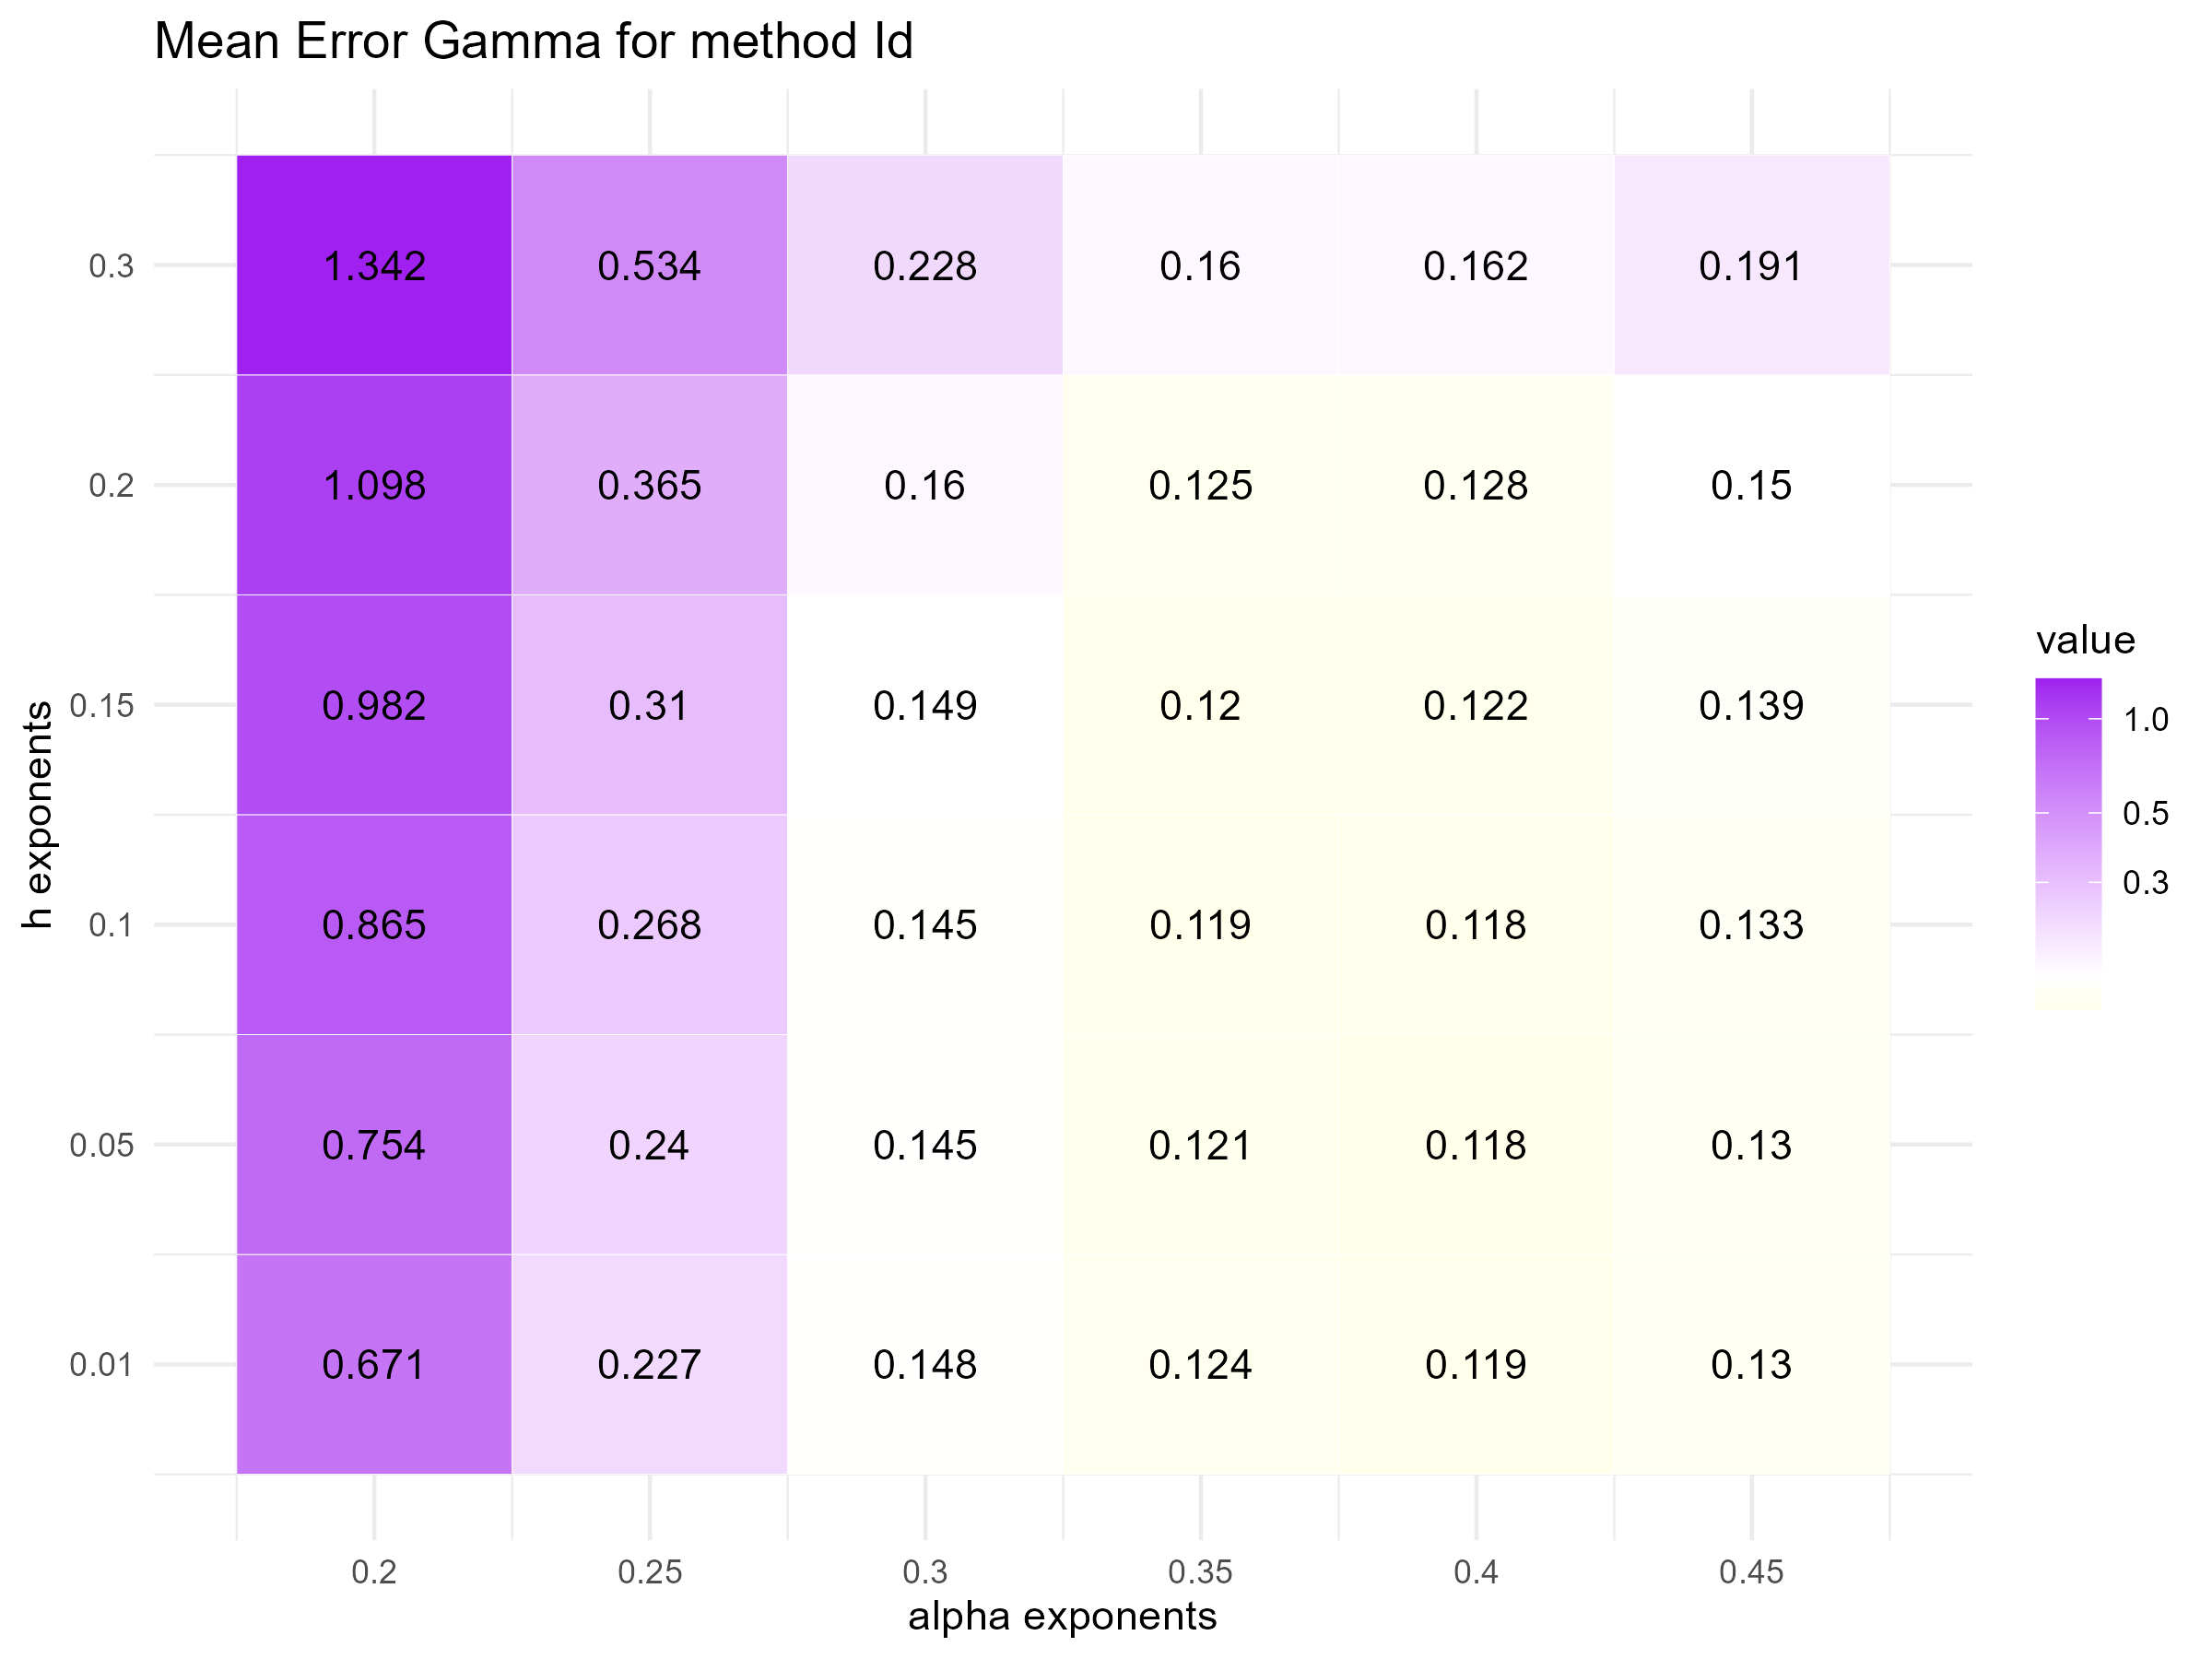 Mean Error Gamma for method Id
0.3 1.342 0.534 0.228 0.16 0.162 0.191
0.2 1.098 0.365 0.16 0.125 0.128 0.15
0.15 0.982 0.31 0.149 0.12 0.122 0.139
0.1 0.865 0.268 0.145 0.119 0.118 0.133
0.05 0.754 0.24 0.145 0.121 0.118 0.13
0.01 0.671 0.227 0.148 0.124 0.119 0.13
0.2 0.25 0.3 0.35 0.4 0.45
alpha exponents
h exponents
value
1.0
0.5
0.3